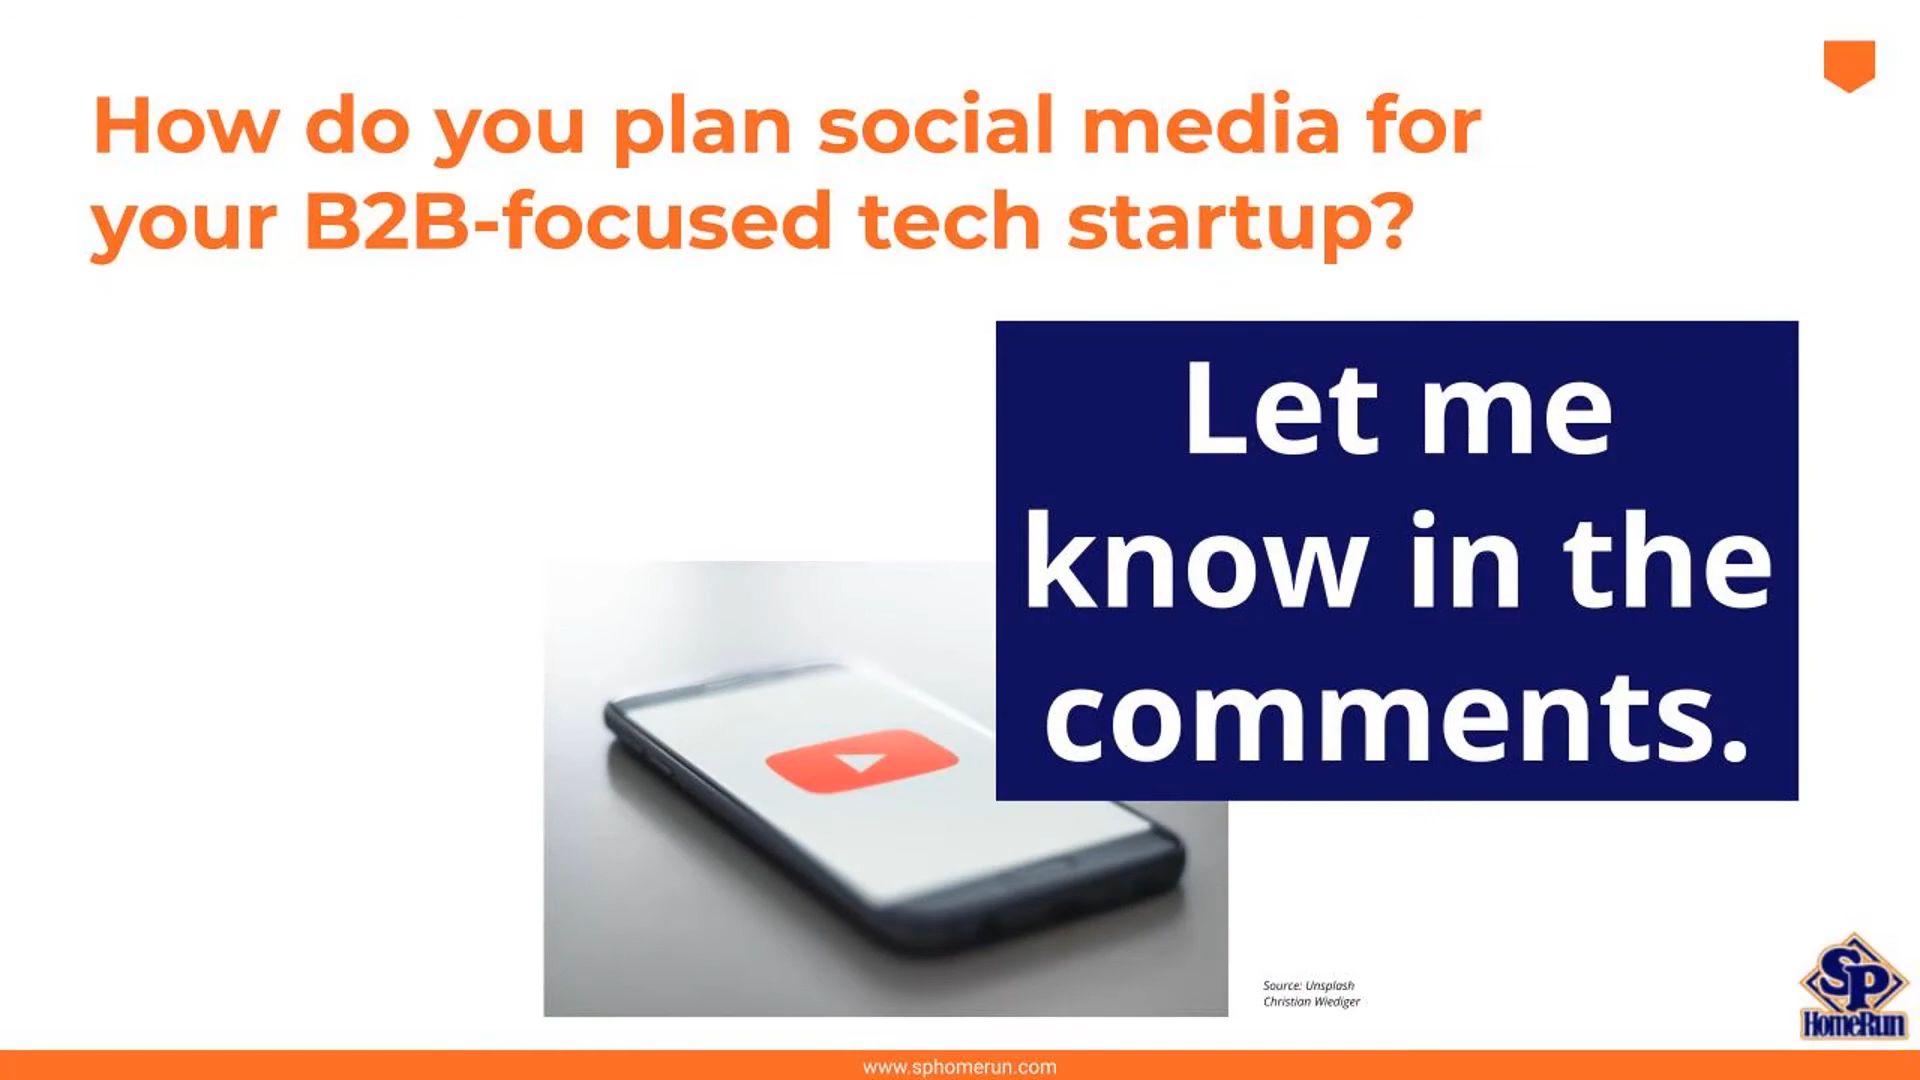 How do you plan social media for
your B2B-focused tech startup?
Let me
know in the
comments.
Source: Unsplash
Christian Wiediger
SP
HomeRun
www.sphomerun.com